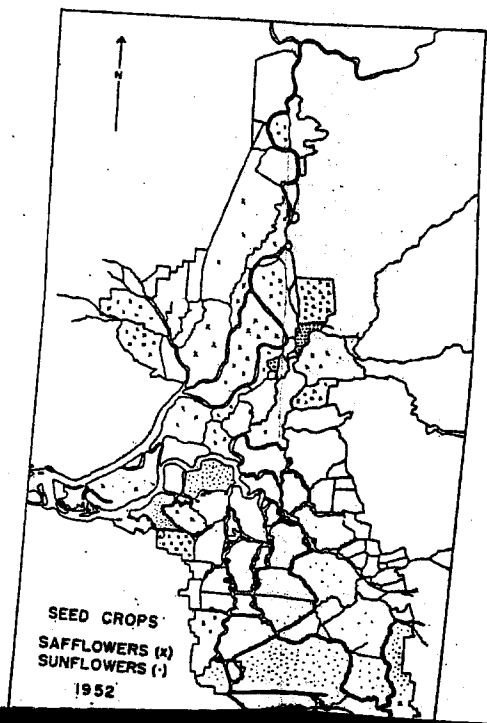 N
SEED CROPS
SAFFLOWERS (x)
SUNFLOWERS (·)
1952